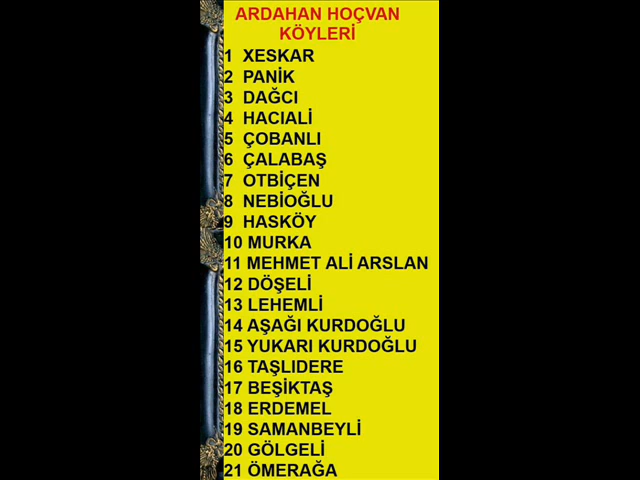 ARDAHAN HOÇVAN
KÖYLERİ
1 XESKAR
2 PANİK
3 DAĞCI
4 HACIALİ
5 ÇOBANLI
6 ÇALABAŞ
7 OTBİÇEN
8 NEBİOĞLU
9 HASKÖY
10 MURKA
11 MEHMET ALİ ARSLAN
12 DÖŞELİ
13 LEHEMLİ
14 AŞAĞI KURDOĞLU
15 YUKARI KURDOĞLU
16 TAŞLIDERE
17 BEŞİKTAŞ
18 ERDEMEL
19 SAMANBEYLİ
20 GÖLGELİ
21 ÖMERAĞA